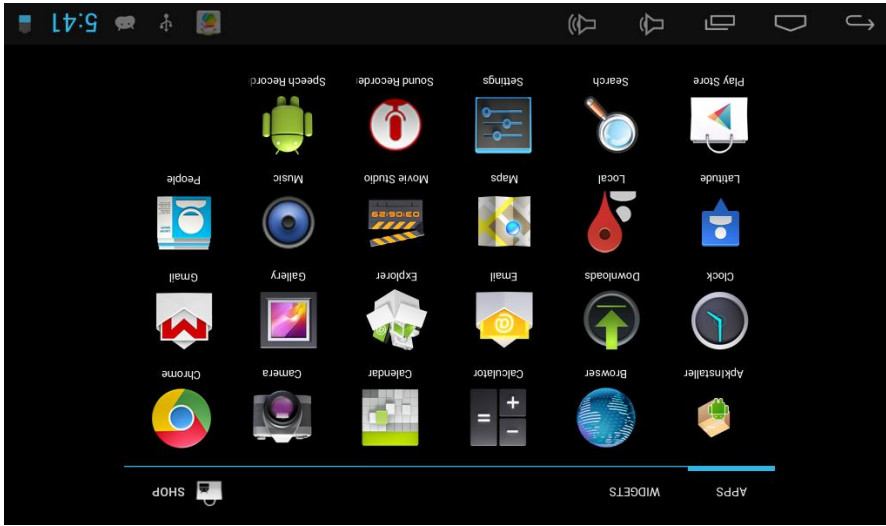 APPS WIDGETS SHOP
ApkInstaller Browser Calculator Calendar Camera Chrome
Clock Downloads Email Explorer Gallery Gmail
Latitude Local Maps Movie Studio Music People
Play Store Search Settings Sound Recorder Speech Record
5:41